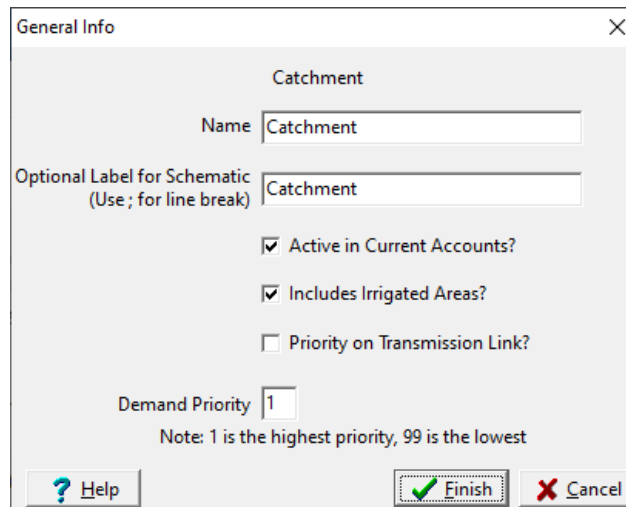 General Info
Catchment
Name Catchment
Optional Label for Schematic
(Use ; for line break) Catchment
Active in Current Accounts?
Includes Irrigated Areas?
Priority on Transmission Link?
Demand Priority 1
Note: 1 is the highest priority, 99 is the lowest
? Help Finish Cancel